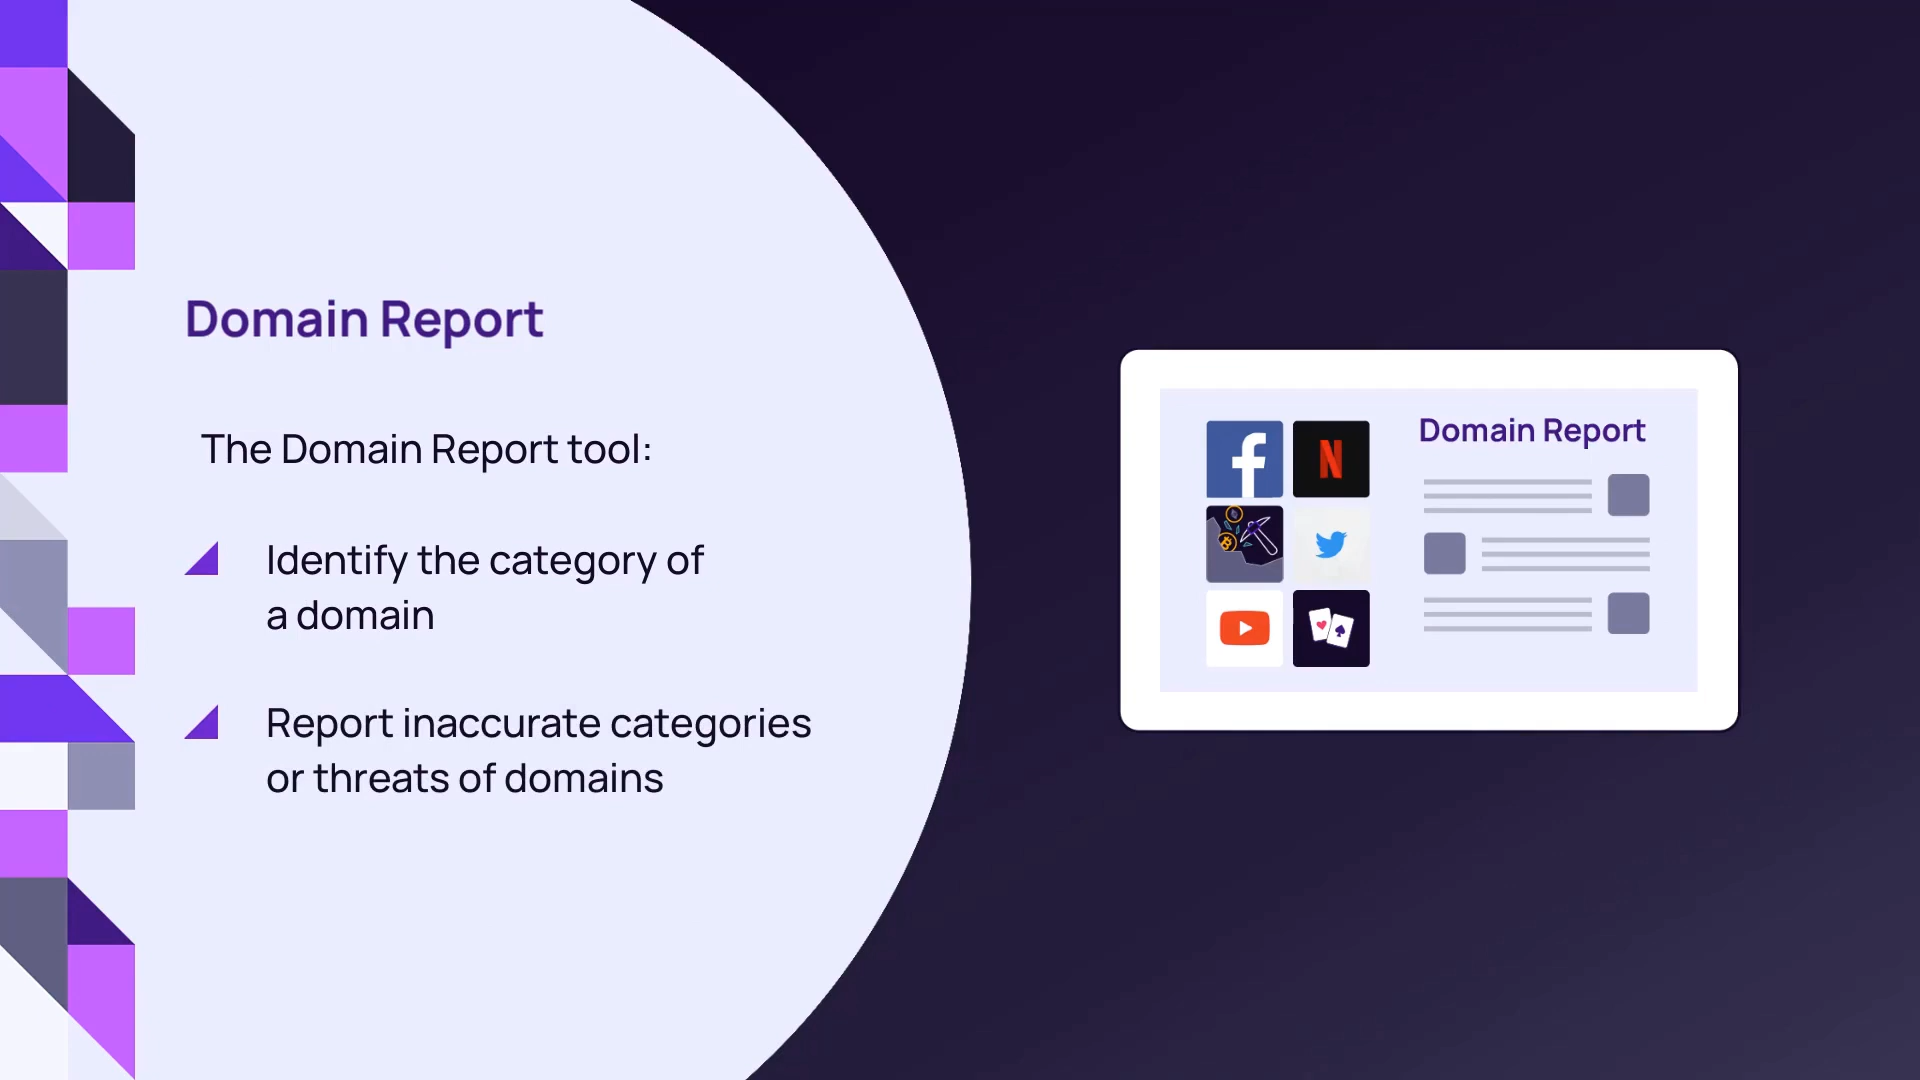 Domain Report
The Domain Report tool:
Identify the category of
a domain
Report inaccurate categories
or threats of domains
Domain Report